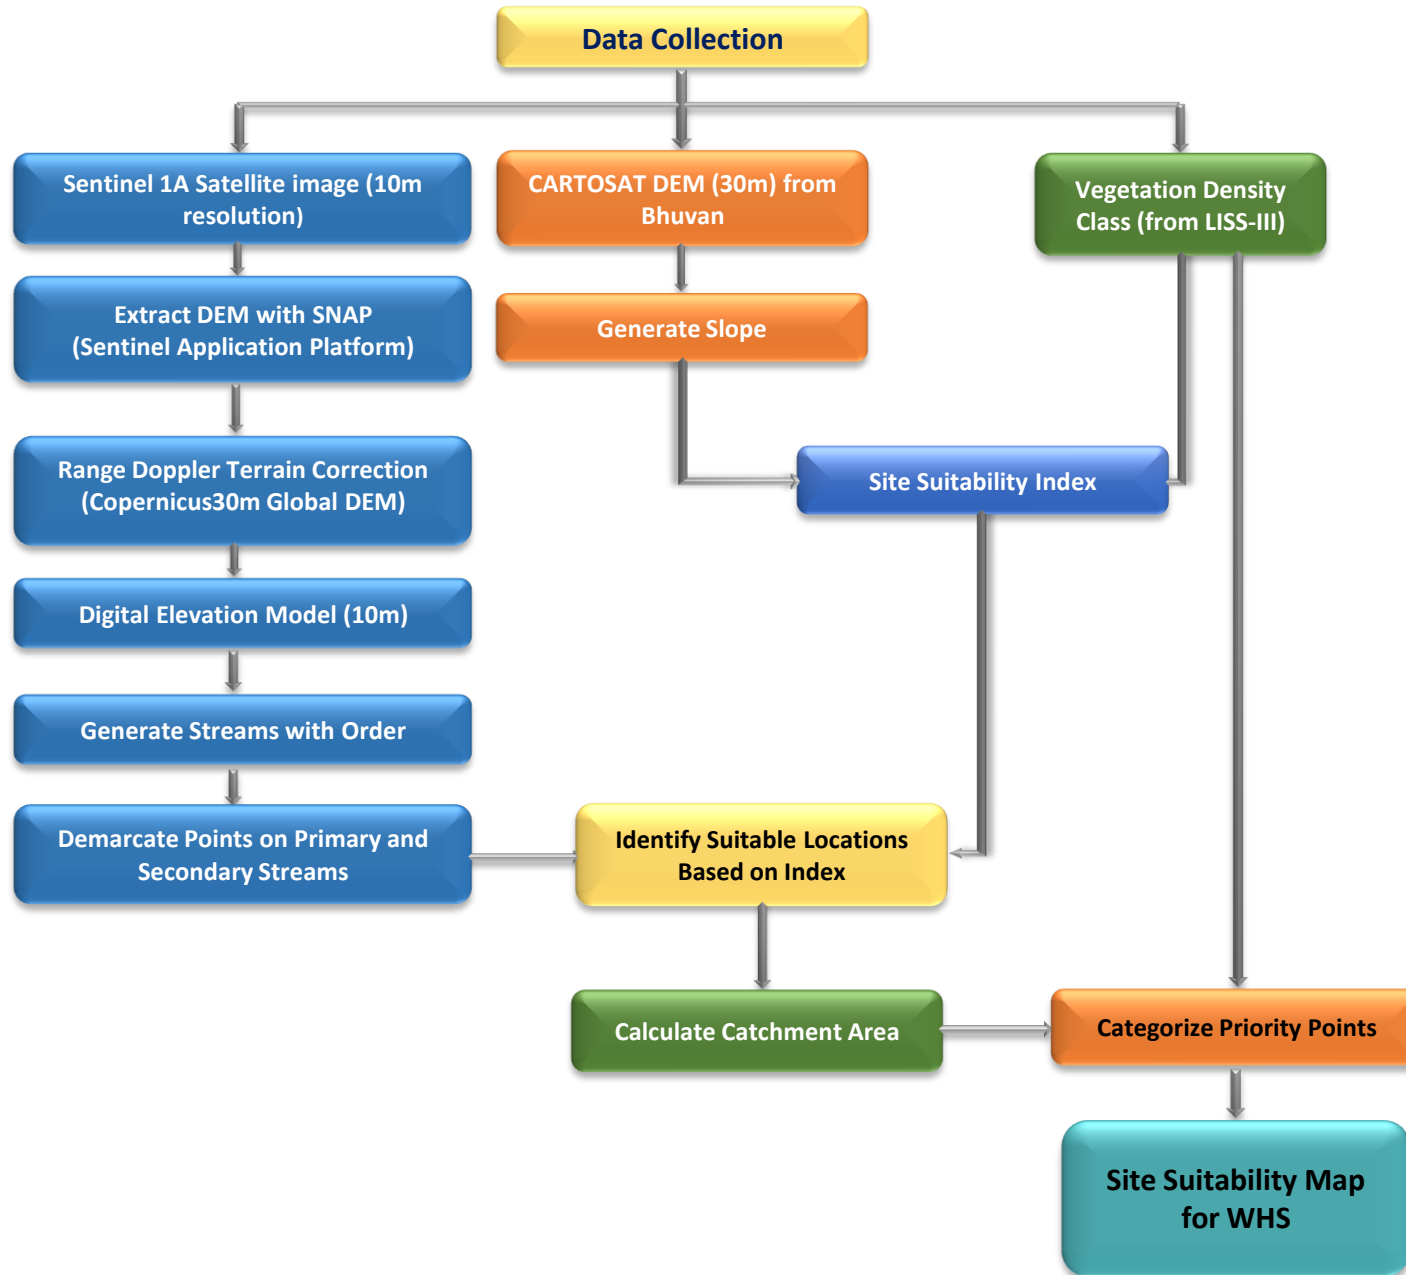 Data Collection
Sentinel 1A Satellite image (10m
resolution)
CARTOSAT DEM (30m) from
Bhuvan
Vegetation Density
Class (from LISS-III)
Extract DEM with SNAP
(Sentinel Application Platform)
Generate Slope
Range Doppler Terrain Correction
(Copernicus30m Global DEM)
Site Suitability Index
Digital Elevation Model (10m)
Generate Streams with Order
Demarcate Points on Primary and
Secondary Streams
Identify Suitable Locations
Based on Index
Calculate Catchment Area
Categorize Priority Points
Site Suitability Map
for WHS